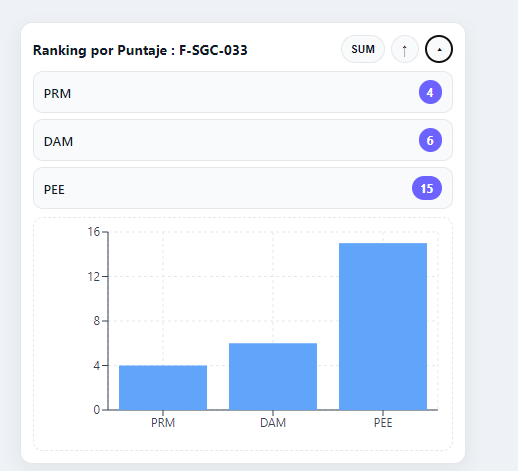 Ranking por Puntaje : F-SGC-033
SUM ↑ ▲
PRM 4
DAM 6
PEE 15
16
12
8
4
0
PRM DAM PEE